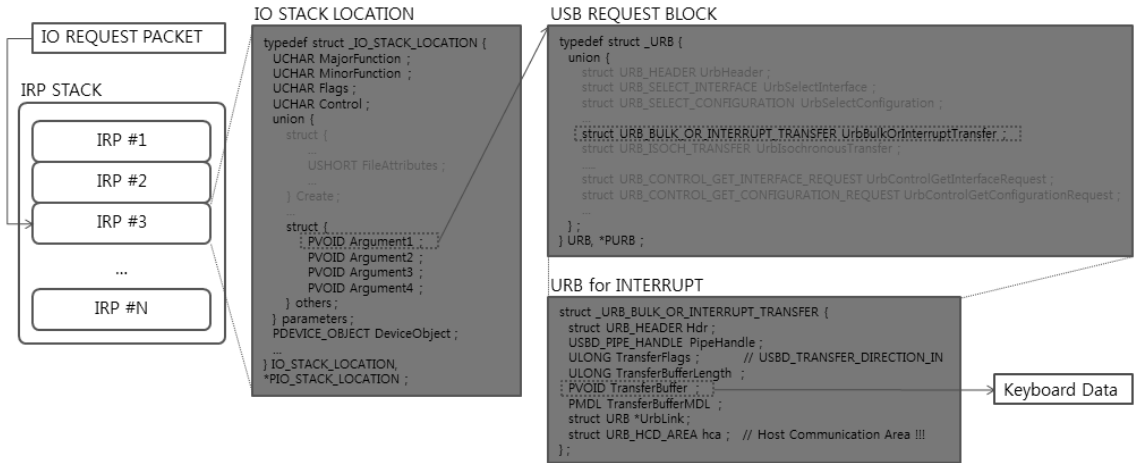 IO REQUEST PACKET
IRP STACK
IRP #1
IRP #2
IRP #3
...
IRP #N
IO STACK LOCATION
typedef struct _IO_STACK_LOCATION {
UCHAR MajorFunction ;
UCHAR MinorFunction ;
UCHAR Flags ;
UCHAR Control ;
union {
struct {
...
USHORT FileAttributes ;
...
} Create ;
...
struct {
PVOID Argument1 ;
PVOID Argument2 ;
PVOID Argument3 ;
PVOID Argument4 ;
} others ;
} parameters ;
PDEVICE_OBJECT DeviceObject ;
...
} IO_STACK_LOCATION,
*PIO_STACK_LOCATION ;
USB REQUEST BLOCK
typedef struct _URB {
union {
struct URB_HEADER UrbHeader ;
struct URB_SELECT_INTERFACE UrbSelectInterface ;
struct URB_SELECT_CONFIGURATION UrbSelectConfiguration ;
...
struct URB_BULK_OR_INTERRUPT_TRANSFER UrbBulkOrInterruptTransfer ;
struct URB_ISOCH_TRANSFER UrbIsochronousTransfer ;
....
struct URB_CONTROL_GET_INTERFACE_REQUEST UrbControlGetInterfaceRequest ;
struct URB_CONTROL_GET_CONFIGURATION_REQUEST UrbControlGetConfigurationRequest ;
...
} ;
} URB, *PURB ;
URB for INTERRUPT
struct _URB_BULK_OR_INTERRUPT_TRANSFER {
struct URB_HEADER Hdr ;
USBD_PIPE_HANDLE PipeHandle ;
ULONG TransferFlags ; // USBD_TRANSFER_DIRECTION_IN
ULONG TransferBufferLength ;
PVOID TransferBuffer ;
PMDL TransferBufferMDL ;
struct URB *UrbLink ;
struct URB_HCD_AREA hca ; // Host Communication Area !!!
} ;
Keyboard Data